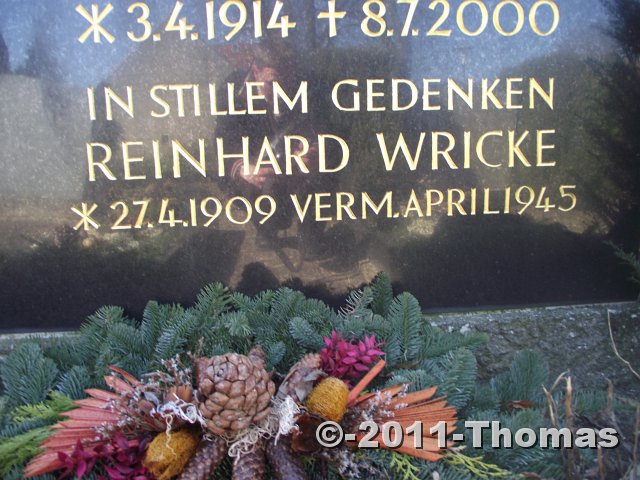 * 3.4.1914 + 8.7.2000
IN STILLEM GEDENKEN
REINHARD WRICKE
* 27.4.1909 VERM. APRIL 1945
©-2011-Thomas